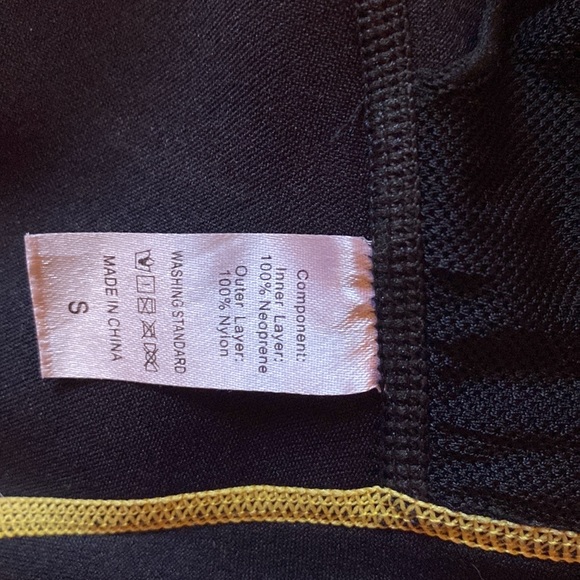 Component:
Inner Layer:
100% Neoprene
Outer Layer:
100% Nylon
WASHING STANDARD
MADE IN CHINA
S